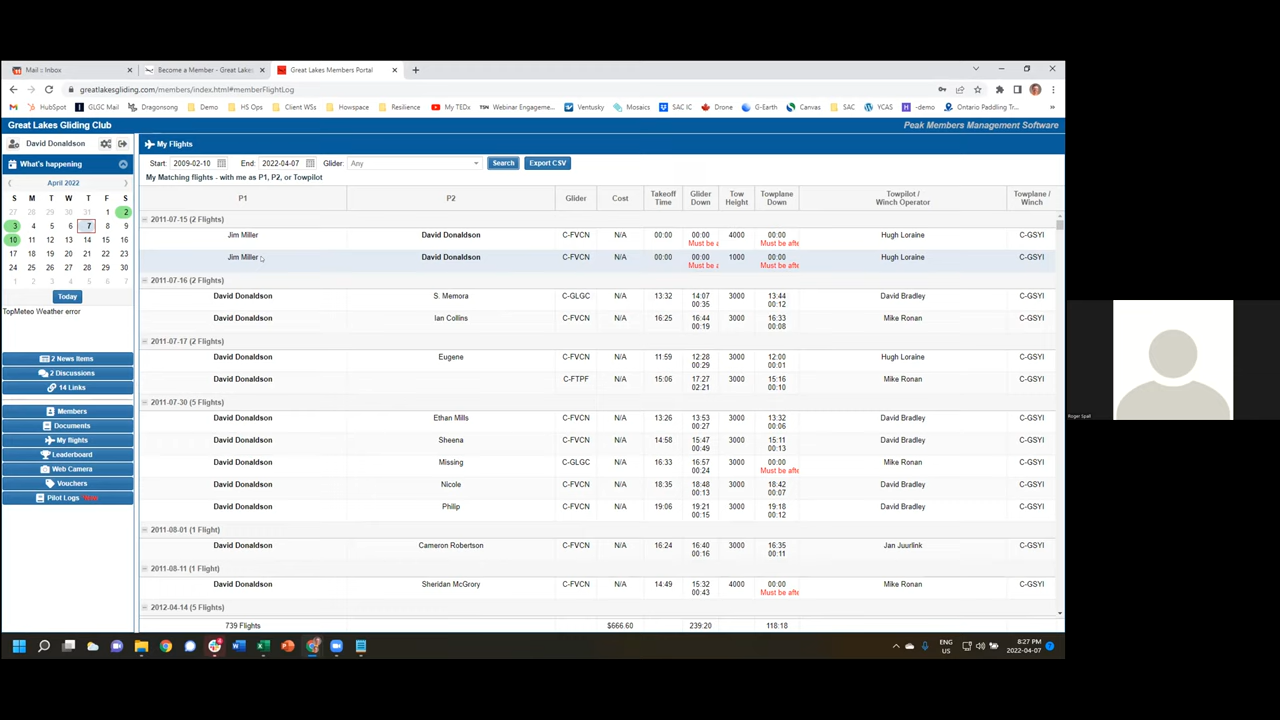 Mail :: Inbox
Become a Member - Great Lakes
Great Lakes Members Portal
greatlakesgliding.com/members/index.html#memberFlightLog
HubSpot GLGC Mail Dragonsong Demo HS Ops Client WSs Howspace Resilience My TEDx Webinar Engageme... Ventusky Mosaics SAC IC Drone G-Earth Canvas SAC YCAS -demo Ontario Paddling Tr...
Great Lakes Gliding Club
Peak Members Management Software
David Donaldson
What's happening
April 2022
S M T W T F S
27 28 29 30 31 1 2
3 4 5 6 7 8 9
10 11 12 13 14 15 16
17 18 19 20 21 22 23
24 25 26 27 28 29 30
1 2 3 4 5 6 7
Today
TopMeteo Weather error
2 News Items
2 Discussions
14 Links
Members
Documents
My flights
Leaderboard
Web Camera
Vouchers
Pilot Logs
My Flights
Start: 2009-02-10 End: 2022-04-07 Glider: Any Search Export CSV
My Matching flights - with me as P1, P2, or Towpilot
P1 P2 Glider Cost Takeoff Time Glider Down Tow Height Towplane Down Towpilot / Winch Operator Towplane / Winch
2011-07-15 (2 Flights)
Jim Miller David Donaldson C-FVCN N/A 00:00 00:00 4000 00:00 Hugh Loraine C-GSYI
Must be a Must be afte
Jim Miller David Donaldson C-FVCN N/A 00:00 00:00 1000 00:00 Hugh Loraine C-GSYI
Must be a Must be afte
2011-07-16 (2 Flights)
David Donaldson S. Memora C-GLGC N/A 13:32 14:07 3000 13:44 David Bradley C-GSYI
00:35 00:12
David Donaldson Ian Collins C-FVCN N/A 16:25 16:44 3000 16:33 Mike Ronan C-GSYI
00:19 00:08
2011-07-17 (2 Flights)
David Donaldson Eugene C-FVCN N/A 11:59 12:28 3000 12:00 Hugh Loraine C-GSYI
00:29 00:01
David Donaldson C-FTPF N/A 15:06 17:27 3000 15:16 Mike Ronan C-GSYI
02:21 00:10
2011-07-30 (5 Flights)
David Donaldson Ethan Mills C-FVCN N/A 13:26 13:53 3000 13:32 David Bradley C-GSYI
00:27 00:06
David Donaldson Sheena C-FVCN N/A 14:58 15:47 3000 15:11 David Bradley C-GSYI
00:49 00:13
David Donaldson Missing C-GLGC N/A 16:33 16:57 3000 00:00 Mike Ronan C-GSYI
00:24 Must be afte
David Donaldson Nicole C-FVCN N/A 18:35 18:48 3000 18:42 David Bradley C-GSYI
00:13 00:07
David Donaldson Philip C-FVCN N/A 19:06 19:21 3000 19:18 David Bradley C-GSYI
00:15 00:12
2011-08-01 (1 Flight)
David Donaldson Cameron Robertson C-FVCN N/A 16:24 16:40 3000 16:35 Jan Juurlink C-GSYI
00:16 00:11
2011-08-11 (1 Flight)
David Donaldson Sheridan McGrory C-FVCN N/A 14:49 15:32 4000 00:00 Mike Ronan C-GSYI
00:43 Must be afte
2012-04-14 (5 Flights)
739 Flights $666.60 239:20 118:18
ENG
US
8:27 PM
2022-04-07
Roger Spall